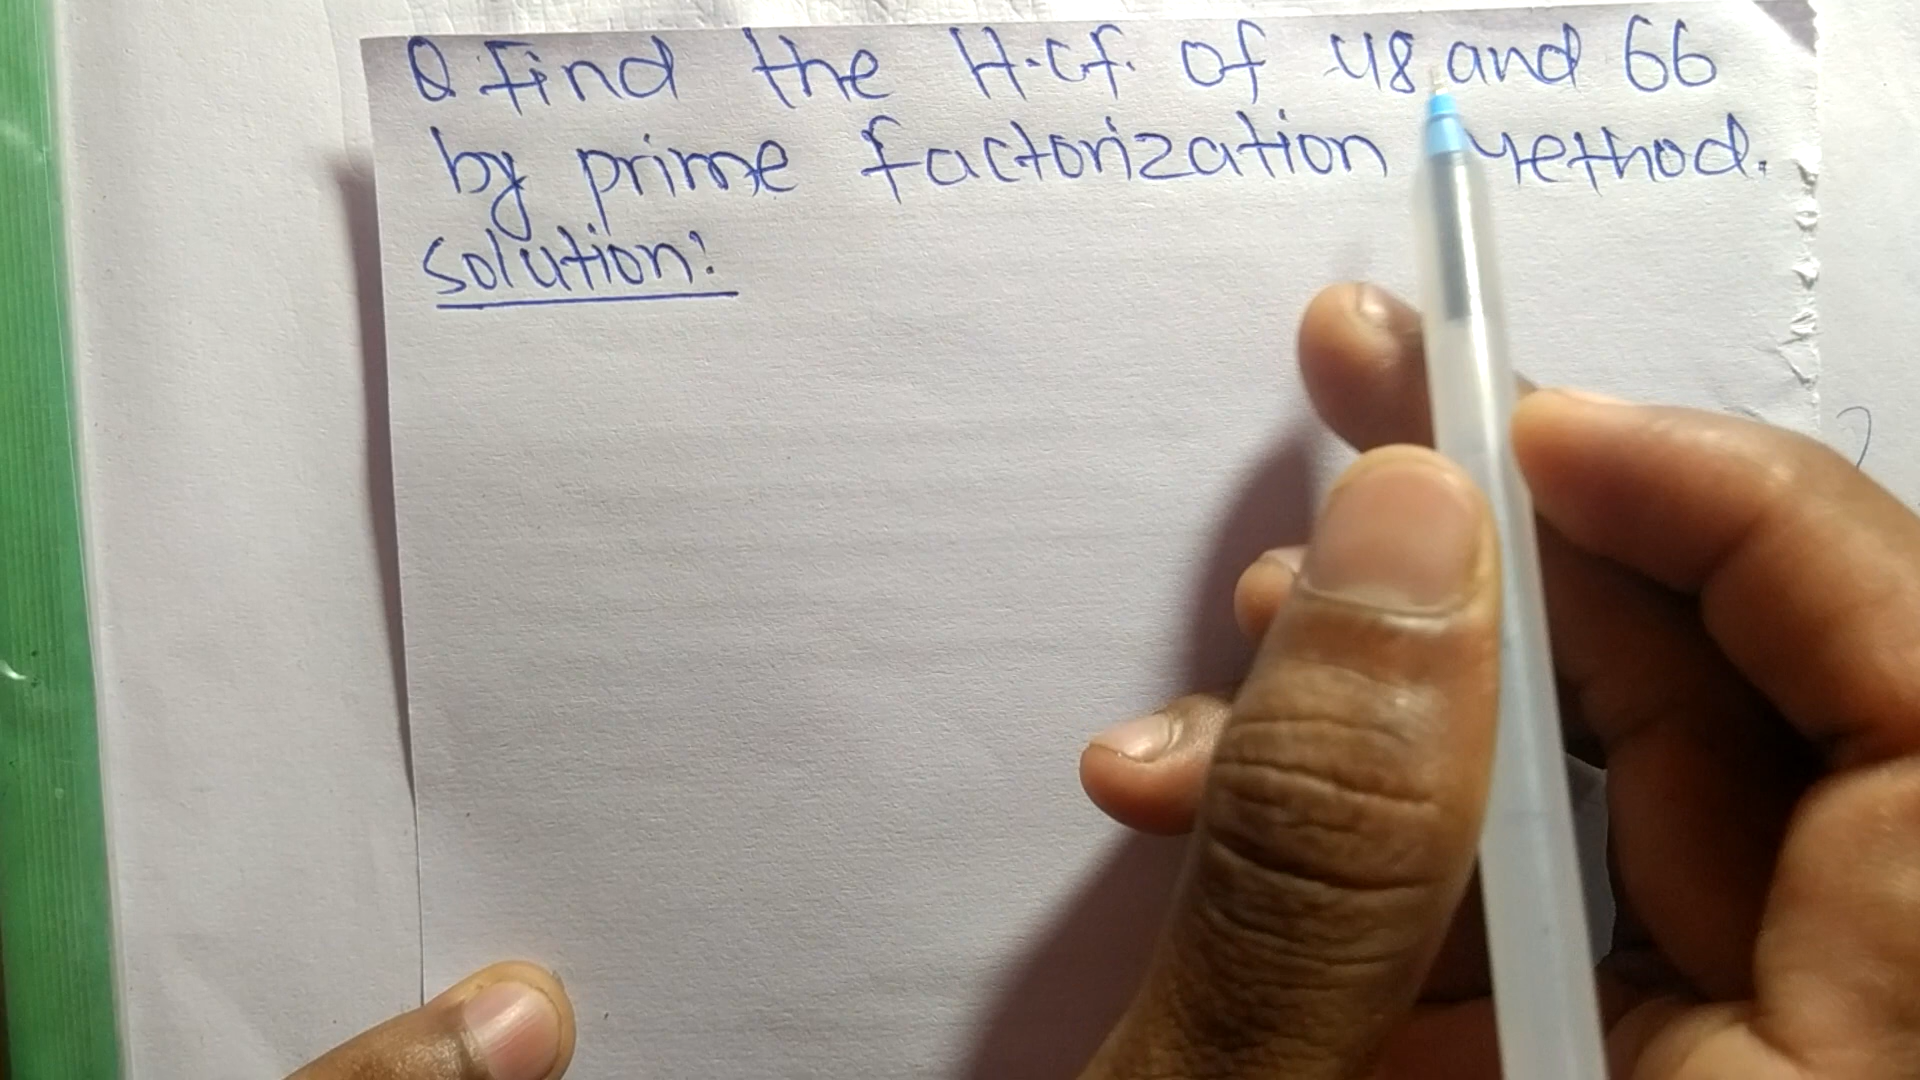 Q Find the H.C.f. of 48 and 66
by prime factorization method.
Solution: